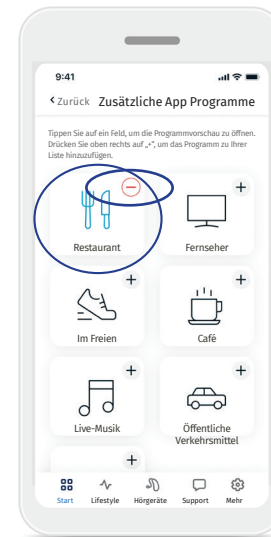 9:41
Zurück Zusätzliche App Programme
Tippen Sie auf ein Feld, um die Programmvorschau zu öffnen.
Drücken Sie oben rechts auf „+“, um das Programm zu Ihrer
Liste hinzuzufügen.
Restaurant
Fernseher
Im Freien
Café
Live-Musik
Öffentliche
Verkehrsmittel
Start Lifestyle Hörgeräte Support Mehr